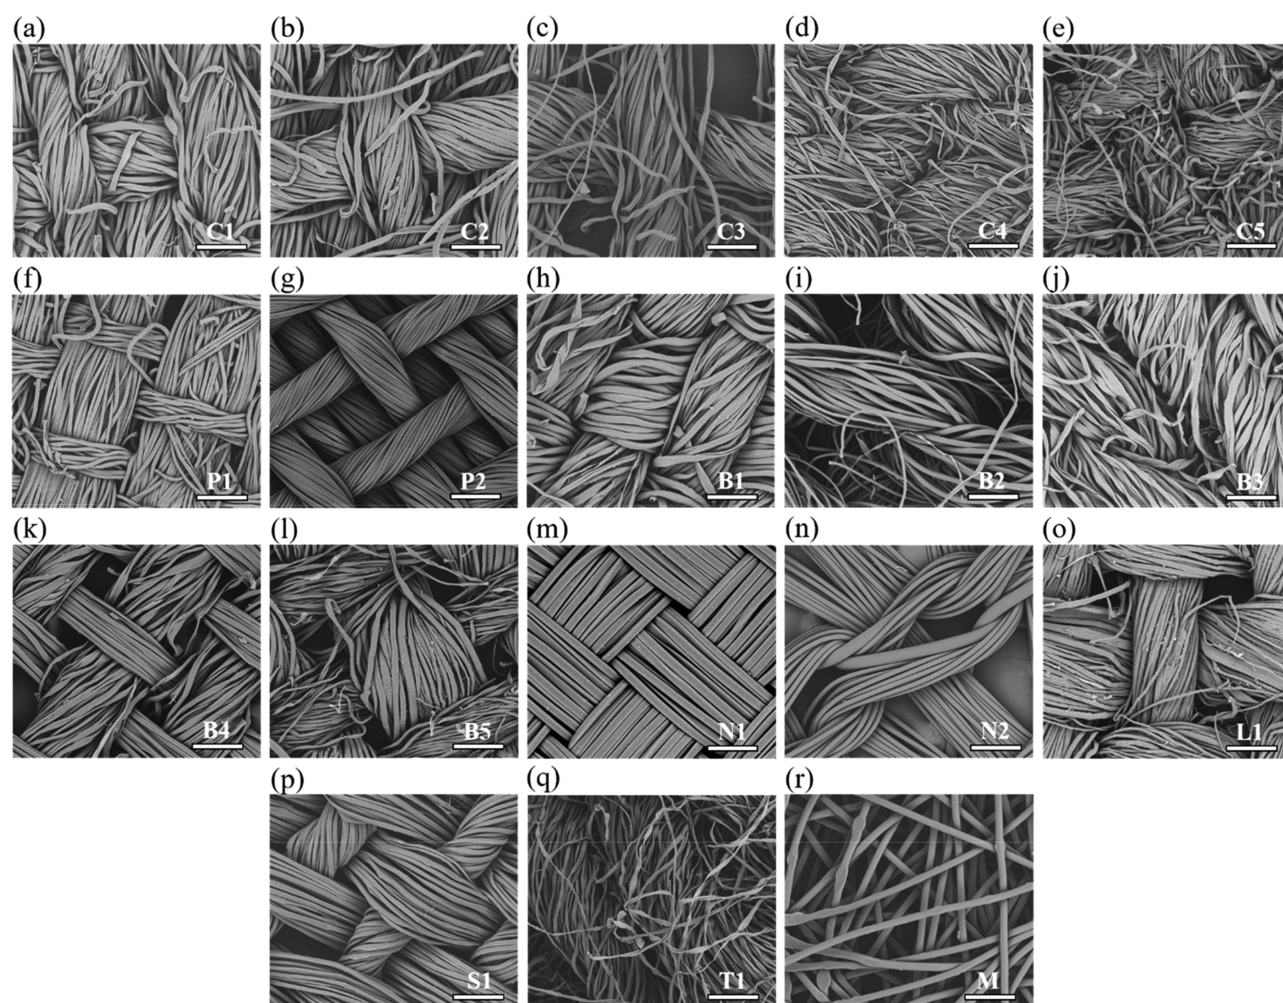 (a) (b) (c) (d) (e)
C1 C2 C3 C4 C5
(f) (g) (h) (i) (j)
P1 P2 B1 B2 B3
(k) (l) (m) (n) (o)
B4 B5 N1 N2 L1
(p) (q) (r)
S1 T1 M